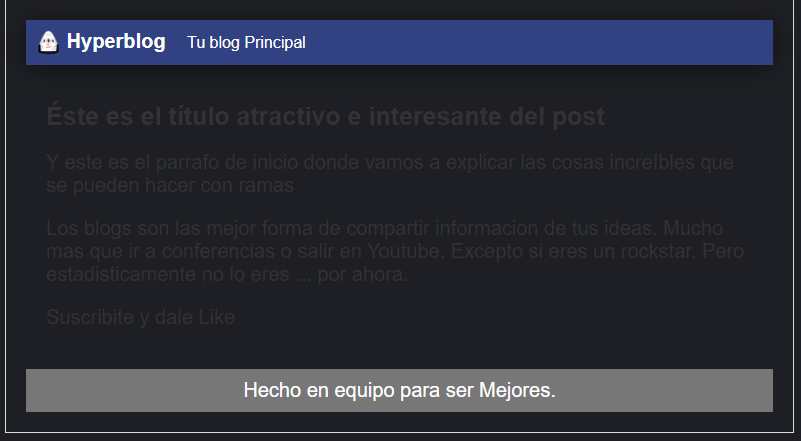 Hyperblog Tu blog Principal
Éste es el título atractivo e interesante del post
Y este es el parrafo de inicio donde vamos a explicar las cosas increíbles que
se pueden hacer con ramas
Los blogs son las mejor forma de compartir informacion de tus ideas. Mucho
mas que ir a conferencias o salir en Youtube. Excepto si eres un rockstar. Pero
estadisticamente no lo eres ... por ahora.
Suscribite y dale Like
Hecho en equipo para ser Mejores.